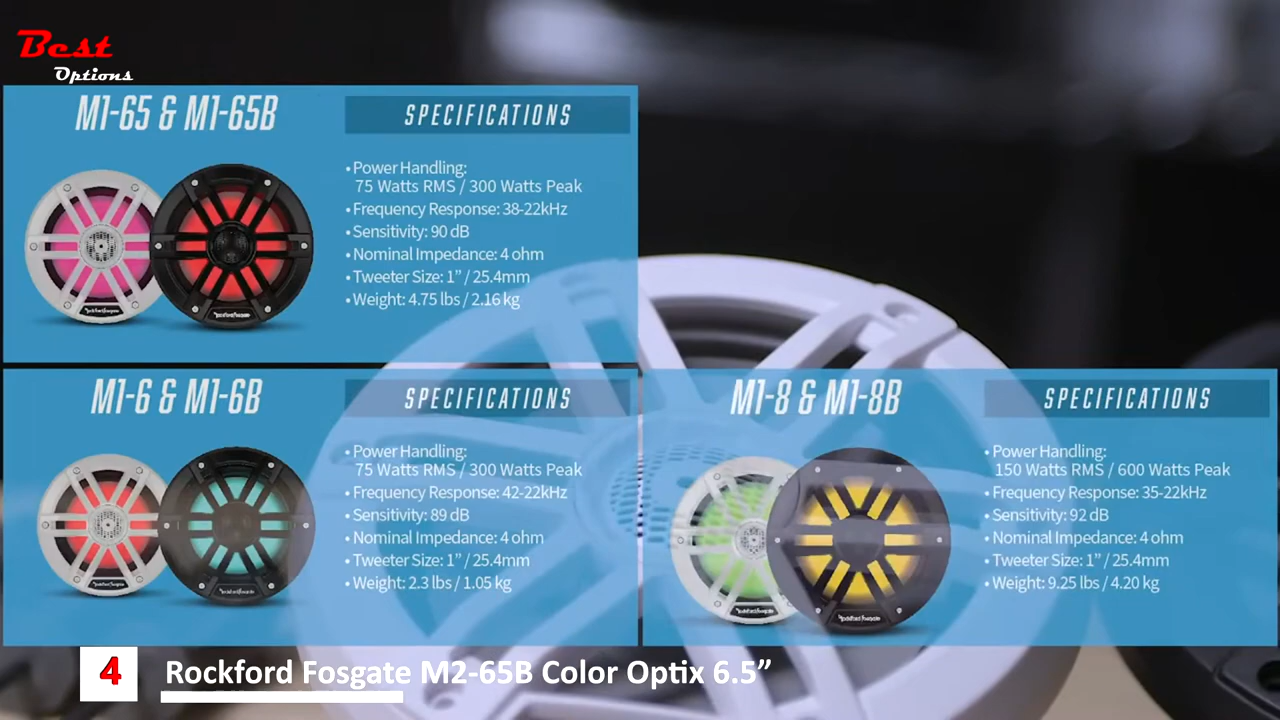 Best
Options
M1-65 & M1-65B
SPECIFICATIONS
• Power Handling:
75 Watts RMS / 300 Watts Peak
• Frequency Response: 38-22kHz
• Sensitivity: 90 dB
• Nominal Impedance: 4 ohm
• Tweeter Size: 1” / 25.4mm
• Weight: 4.75 lbs / 2.16 kg
M1-6 & M1-6B
SPECIFICATIONS
• Power Handling:
75 Watts RMS / 300 Watts Peak
• Frequency Response: 42-22kHz
• Sensitivity: 89 dB
• Nominal Impedance: 4 ohm
• Tweeter Size: 1” / 25.4mm
• Weight: 2.3 lbs / 1.05 kg
M1-8 & M1-8B
SPECIFICATIONS
• Power Handling:
150 Watts RMS / 600 Watts Peak
• Frequency Response: 35-22kHz
• Sensitivity: 92 dB
• Nominal Impedance: 4 ohm
• Tweeter Size: 1” / 25.4mm
• Weight: 9.25 lbs / 4.20 kg
4 Rockford Fosgate M2-65B Color Optix 6.5”